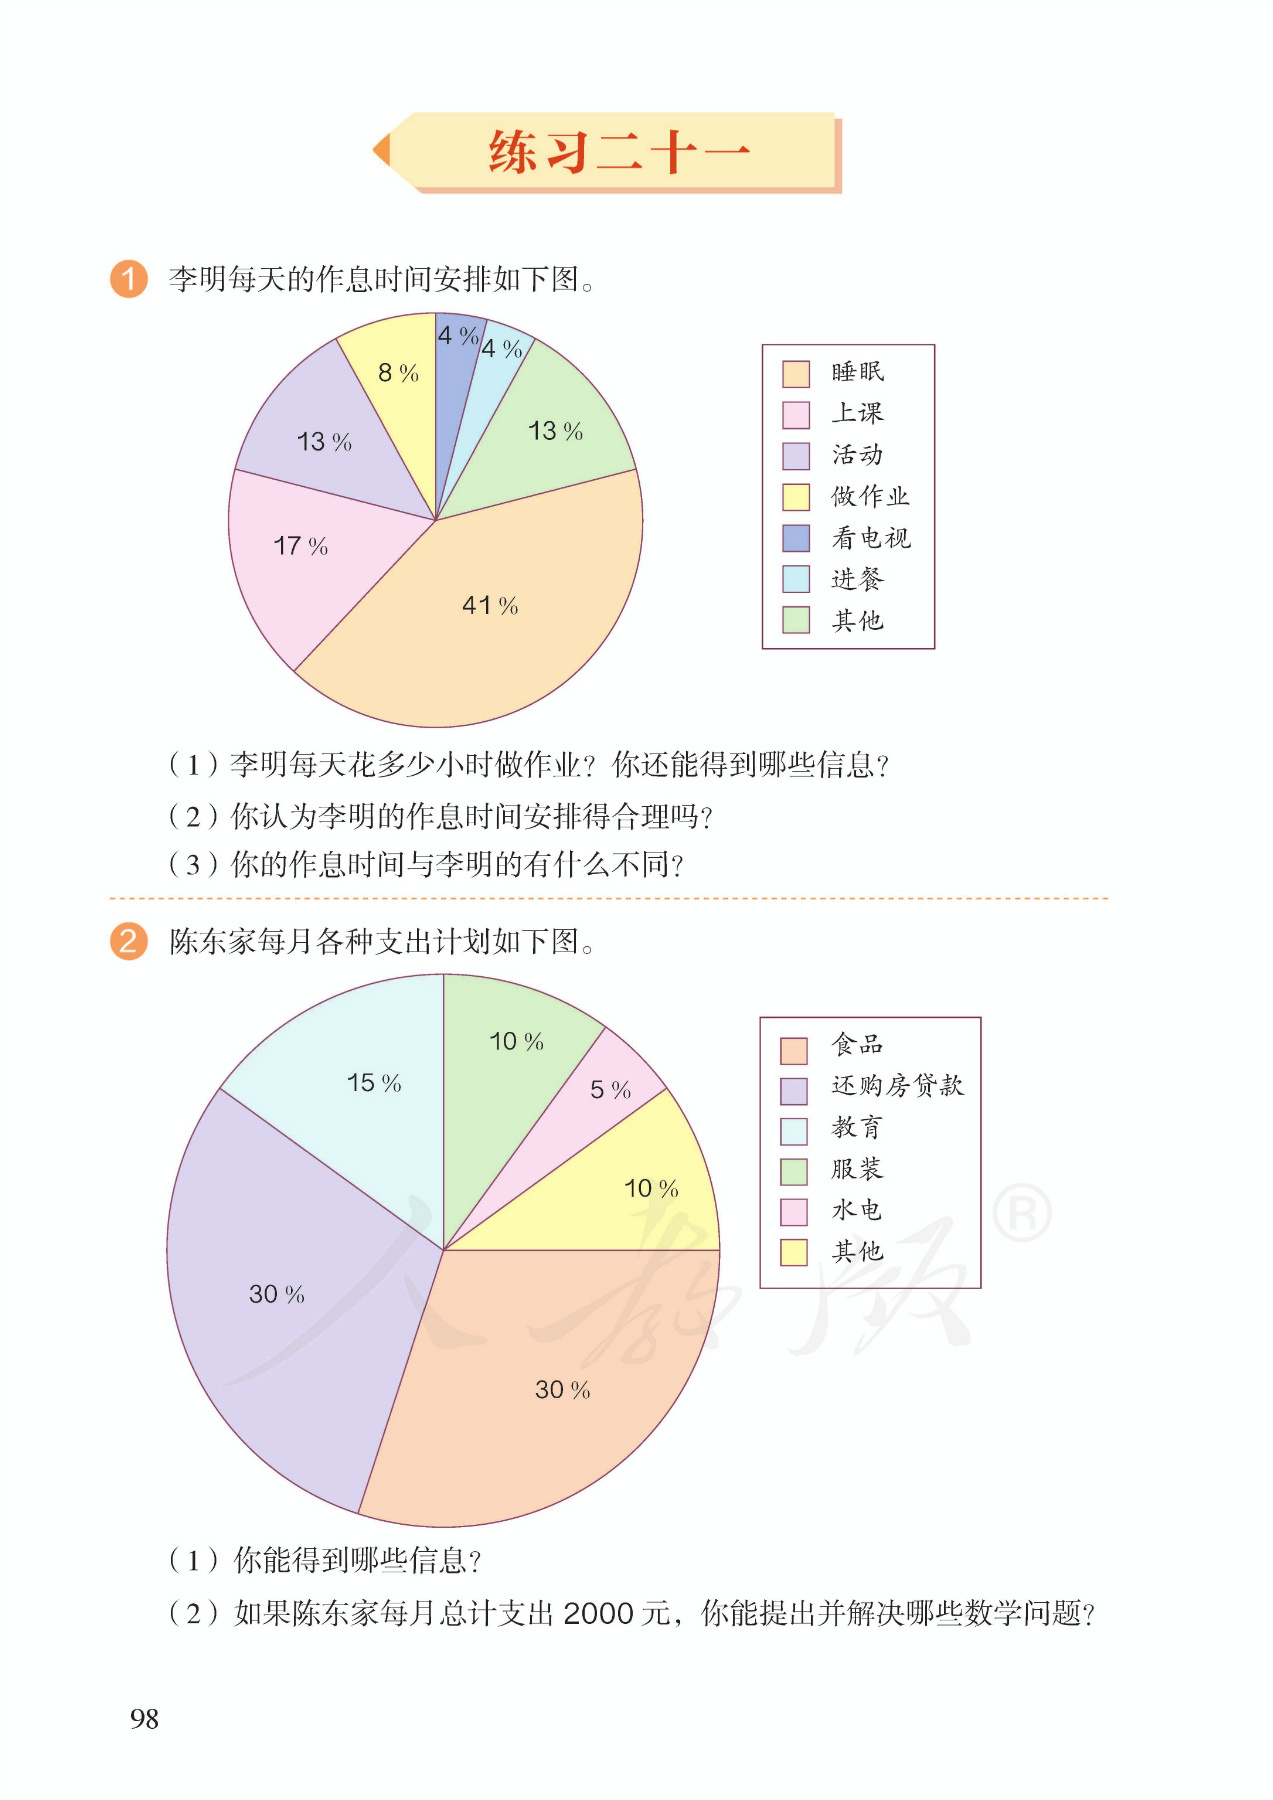 练习二十一
1 李明每天的作息时间安排如下图。
4 %
4 %
8 %
13 %
13 %
17 %
41 %
睡眠
上课
活动
做作业
看电视
进餐
其他
（1）李明每天花多少小时做作业？你还能得到哪些信息？
（2）你认为李明的作息时间安排得合理吗？
（3）你的作息时间与李明的有什么不同？
2 陈东家每月各种支出计划如下图。
10 %
15 %
5 %
10 %
30 %
30 %
食品
还购房贷款
教育
服装
水电
其他
人教版®
（1）你能得到哪些信息？
（2）如果陈东家每月总计支出 2000 元，你能提出并解决哪些数学问题？
98